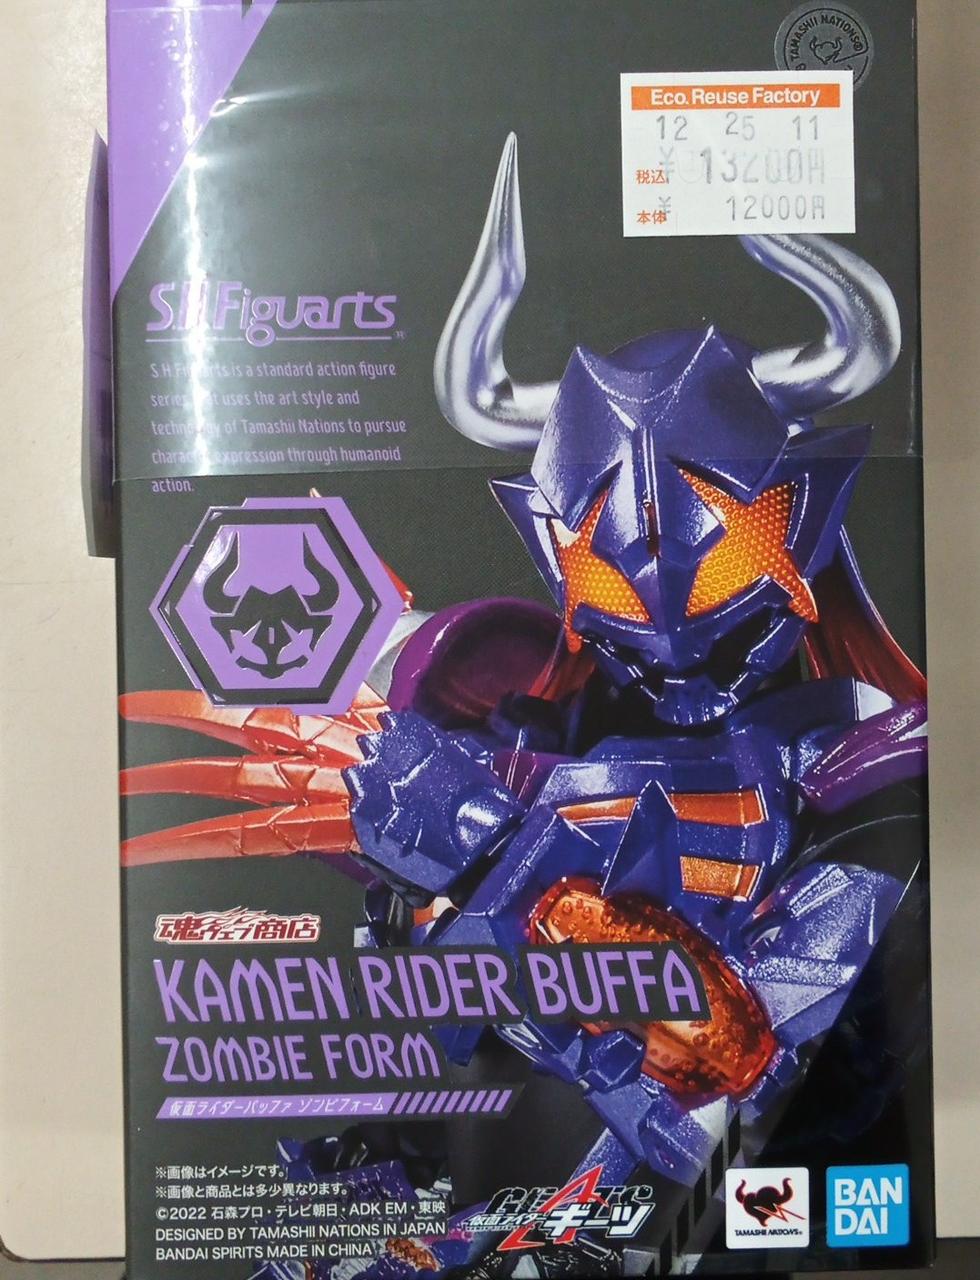 TAMASHII NATIONS®
Eco.Reuse Factory
12 25 11
税込 ¥ 13200円
本体 ¥ 12000円
S.H.Figuarts
S.H.Figuarts is a standard action figure
series that uses the art style and
technology of Tamashii Nations to pursue
character expression through humanoid
action.
魂ウェブ商店
KAMEN RIDER BUFFA
ZOMBIE FORM
仮面ライダーバッファ ゾンビフォーム
※画像はイメージです。
※画像と商品とは多少異なります。
©2022 石森プロ・テレビ朝日・ADK EM・東映
DESIGNED BY TAMASHII NATIONS IN JAPAN
BANDAI SPIRITS MADE IN CHINA
GEATS
仮面ライダーギーツ
TAMASHII NATIONS®
BAN
DAI